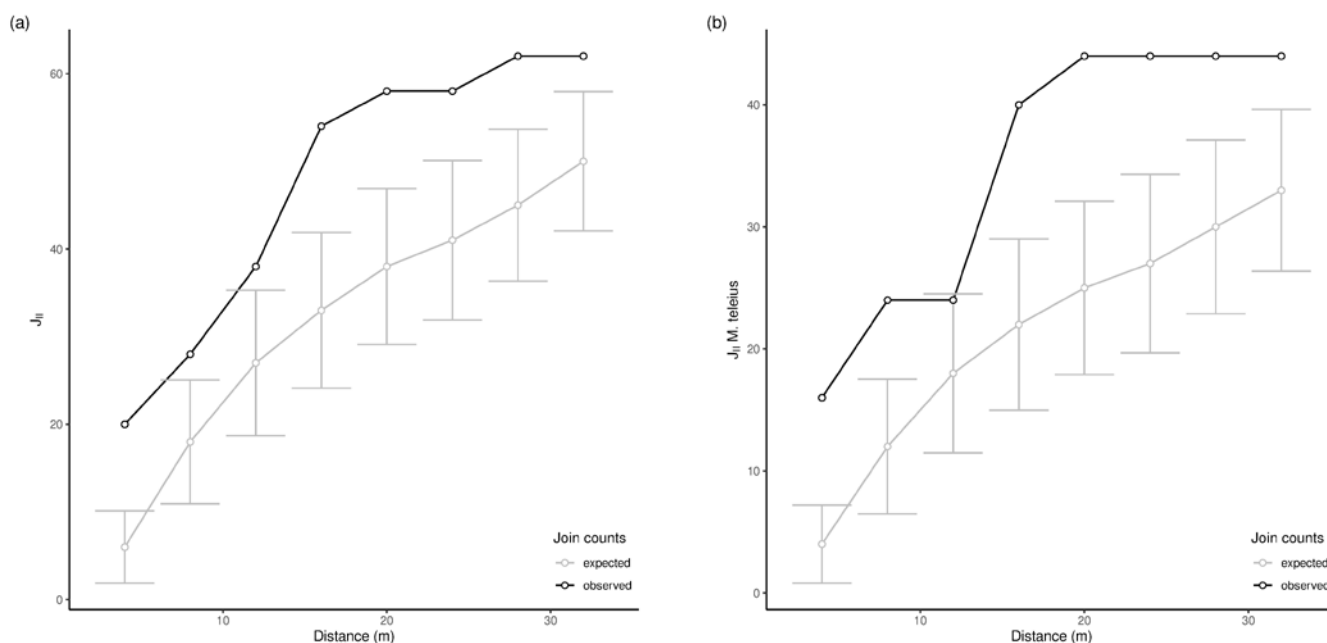 (a)
60
40
20
0
J_II
10
20
30
Distance (m)
Join counts
expected
observed
(b)
40
30
20
10
0
J_II M. teleius
10
20
30
Distance (m)
Join counts
expected
observed